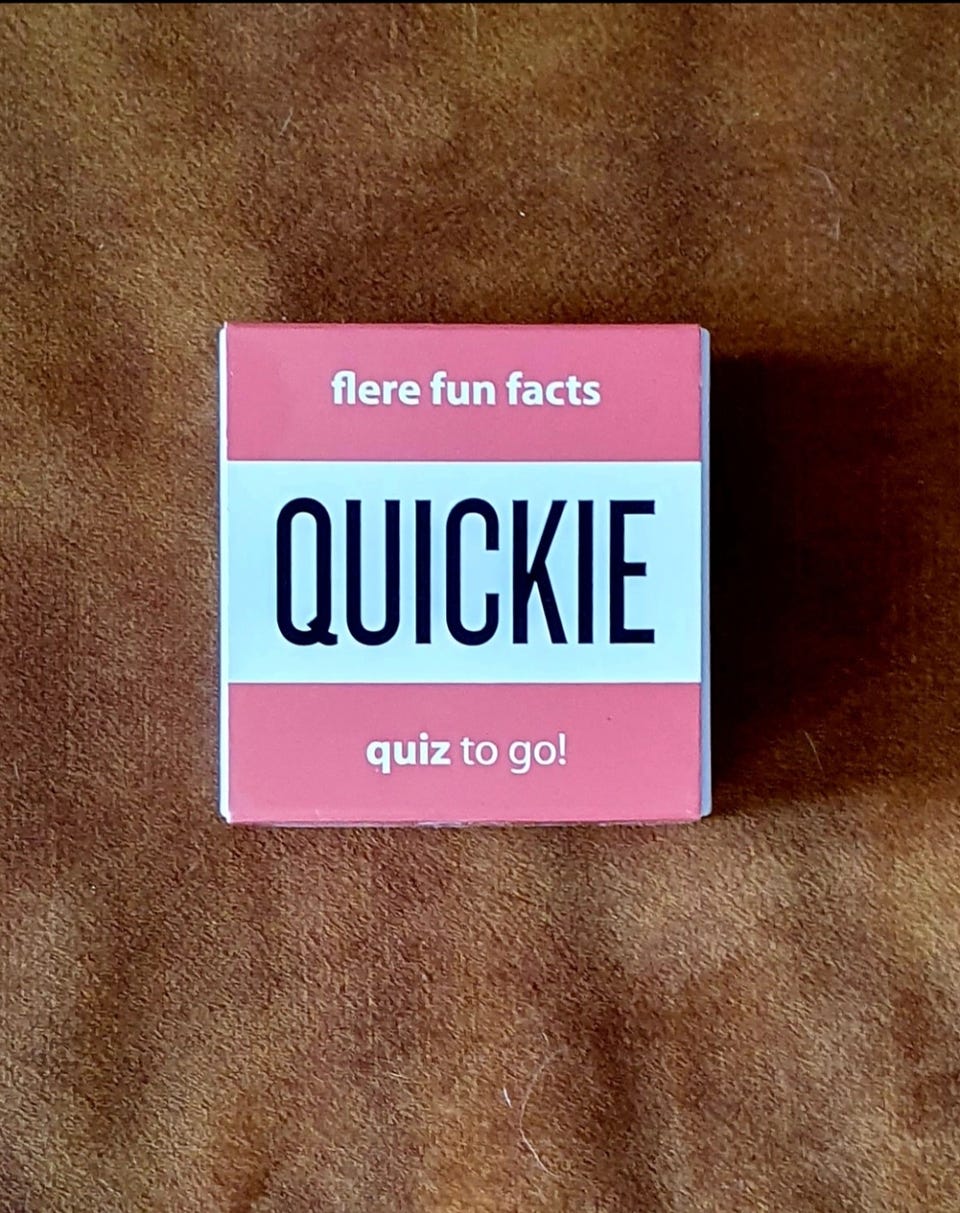 flere fun facts
QUICKIE
quiz to go!